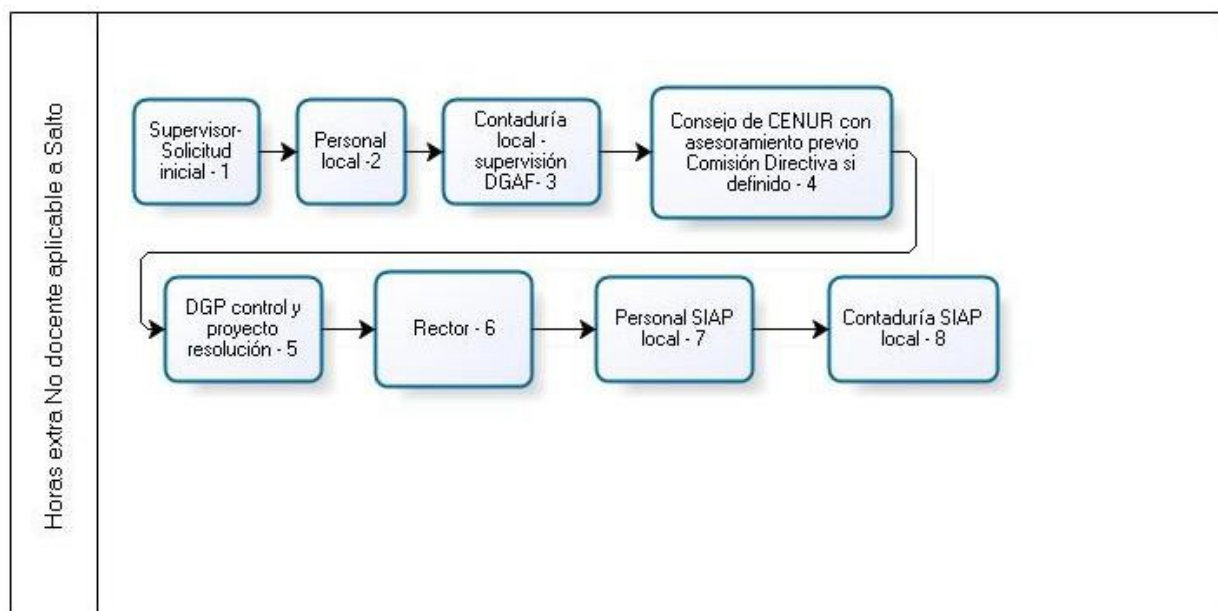 Horas extra No docente aplicable a Salto
Supervisor-
Solicitud
inicial - 1
Personal
local -2
Contaduría
local -
supervisión
DGAF- 3
Consejo de CENUR con
asesoramiento previo
Comisión Directiva si
definido - 4
DGP control y
proyecto
resolución - 5
Rector - 6
Personal SIAP
local - 7
Contaduría SIAP
local - 8